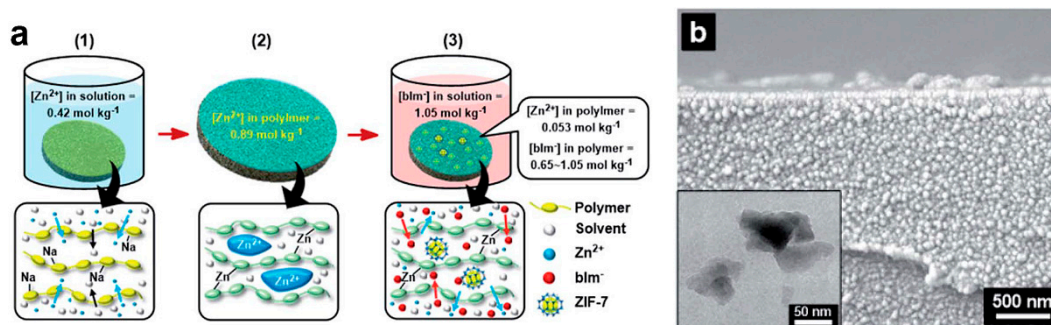 a
(1)
(2)
(3)
[Zn²⁺] in solution =
0.42 mol kg⁻¹
[Zn²⁺] in polylmer =
0.89 mol kg⁻¹
[bIm⁻] in solution =
1.05 mol kg⁻¹
[Zn²⁺] in polylmer =
0.053 mol kg⁻¹
[bIm⁻] in polymer =
0.65~1.05 mol kg⁻¹
Na
Na
Na
Zn
Zn²⁺
Zn
Zn²⁺
Zn
Zn
Polymer
Solvent
Zn²⁺
bIm⁻
ZIF-7
b
50 nm
500 nm